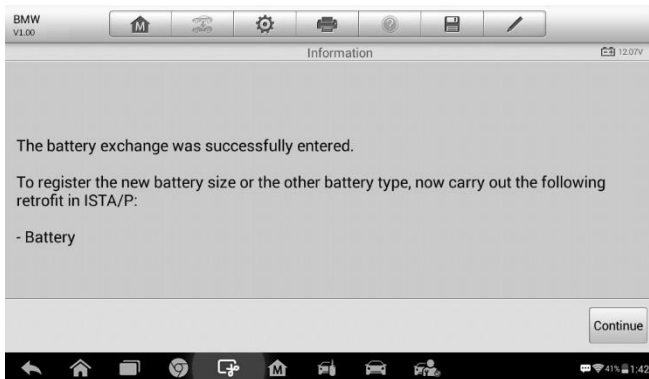 BMW
V1.00
M
Information
12.07V
The battery exchange was successfully entered.
To register the new battery size or the other battery type, now carry out the following
retrofit in ISTA/P:
- Battery
Continue
M
41% 1:42